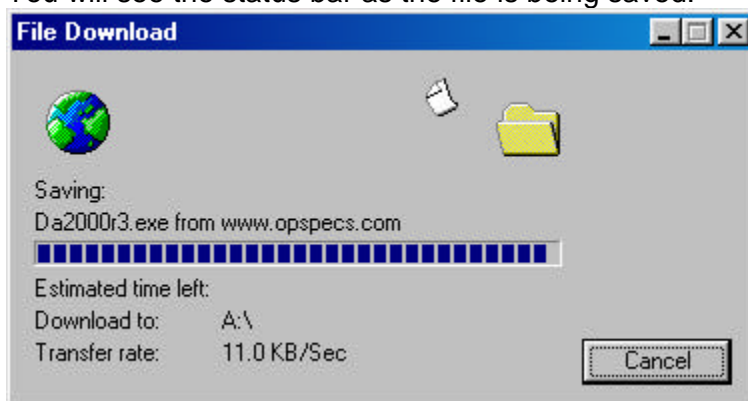 You will see the status bar as the file is being saved.
File Download
Saving:
Da2000r3.exe from www.opspecs.com
Estimated time left:
Download to: A:\
Transfer rate: 11.0 KB/Sec
Cancel